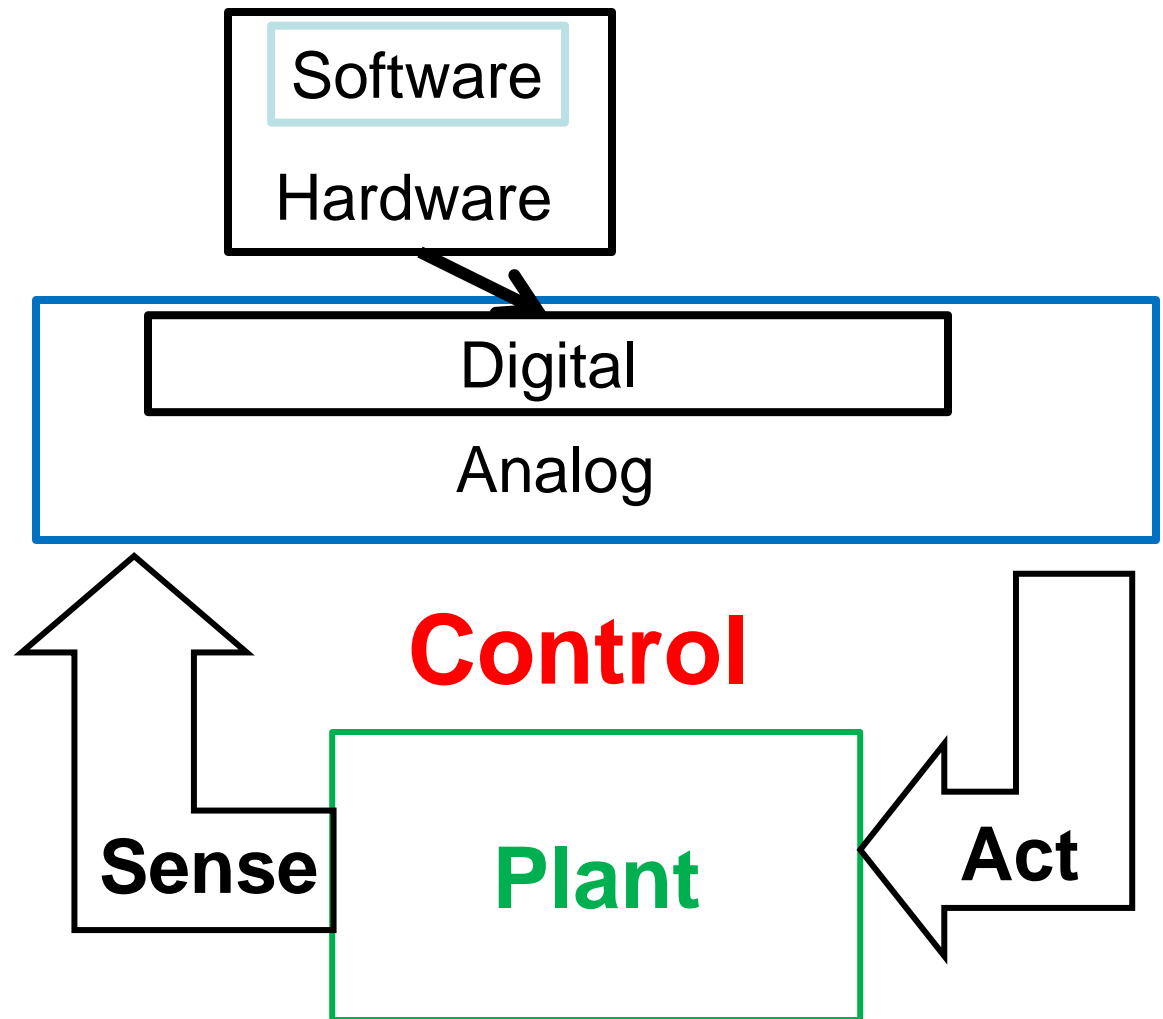 Software
Hardware
Digital
Analog
Control
Sense
Plant
Act